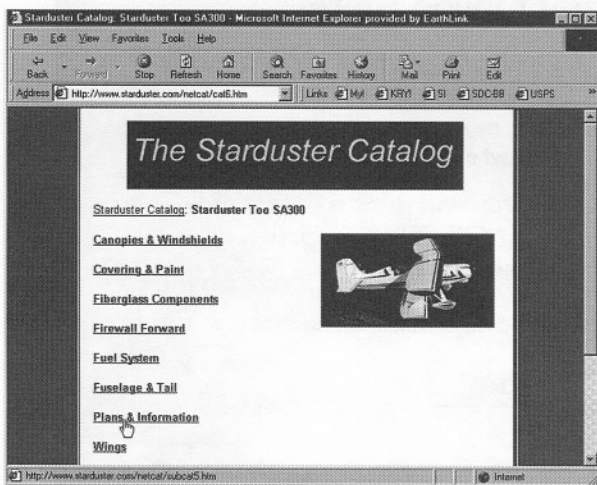 Starduster Catalog: Starduster Too SA300 - Microsoft Internet Explorer provided by EarthLink
File Edit View Favorites Tools Help
Back Forward Stop Refresh Home Search Favorites History Mail Print Edit
Address http://www.starduster.com/netcat/cat6.htm Links My! KRYI SI SDC-BB USPS »
The Starduster Catalog
Starduster Catalog: Starduster Too SA300
Canopies & Windshields
Covering & Paint
Fiberglass Components
Firewall Forward
Fuel System
Fuselage & Tail
Plans & Information
Wings
http://www.starduster.com/netcat/subcat5.htm Internet